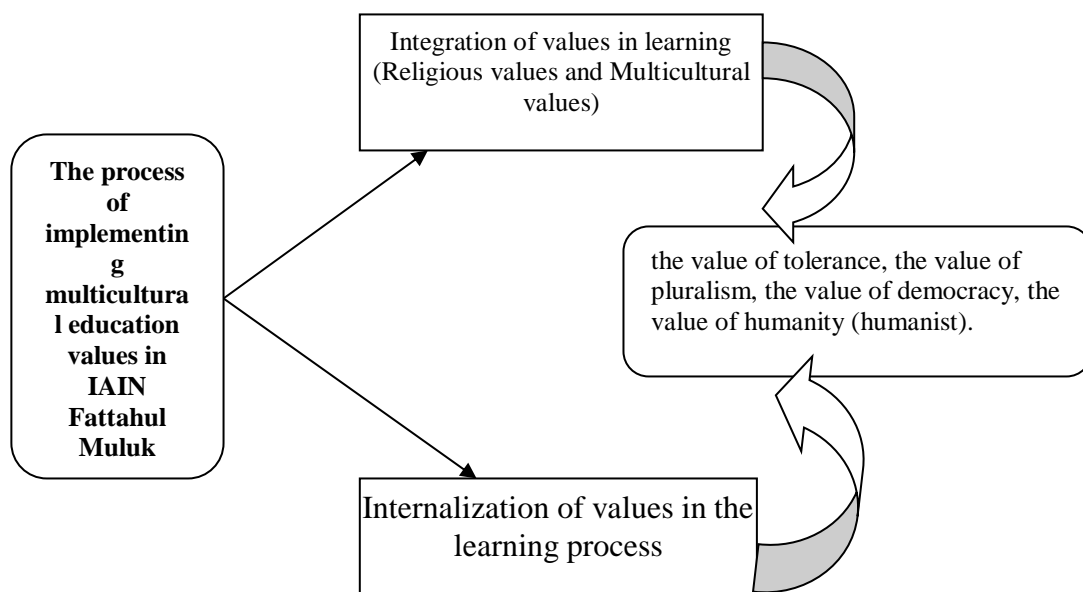 The process
of
implementin
g
multicultura
l education
values in
IAIN
Fattahul
Muluk
Integration of values in learning
(Religious values and Multicultural
values)
the value of tolerance, the value of
pluralism, the value of democracy, the
value of humanity (humanist).
Internalization of values in the
learning process